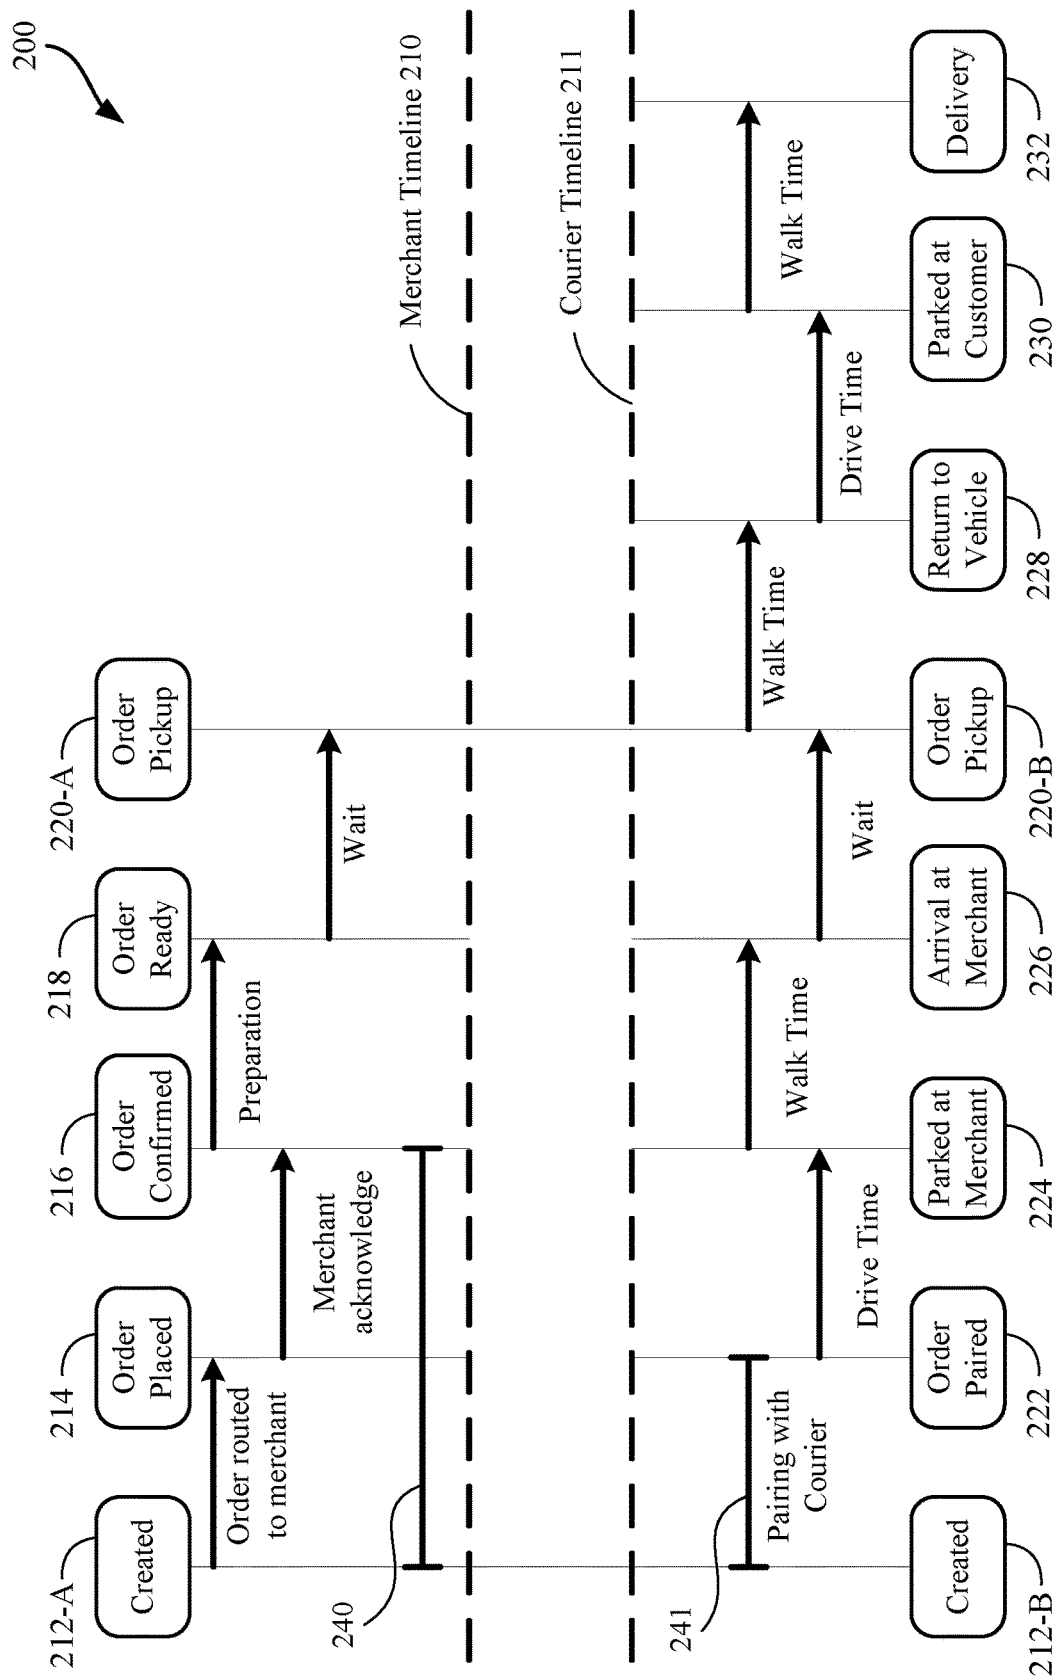 200
212-A
214
216
218
220-A
Created
Order
Placed
Order
Confirmed
Order
Ready
Order
Pickup
Order routed
to merchant
Merchant
acknowledge
Preparation
Wait
240
Merchant Timeline 210
Courier Timeline 211
241
Pairing with
Courier
Drive Time
Walk Time
Wait
Walk Time
Drive Time
Walk Time
Created
Order
Paired
Parked at
Merchant
Arrival at
Merchant
Order
Pickup
Return to
Vehicle
Parked at
Customer
Delivery
212-B
222
224
226
220-B
228
230
232